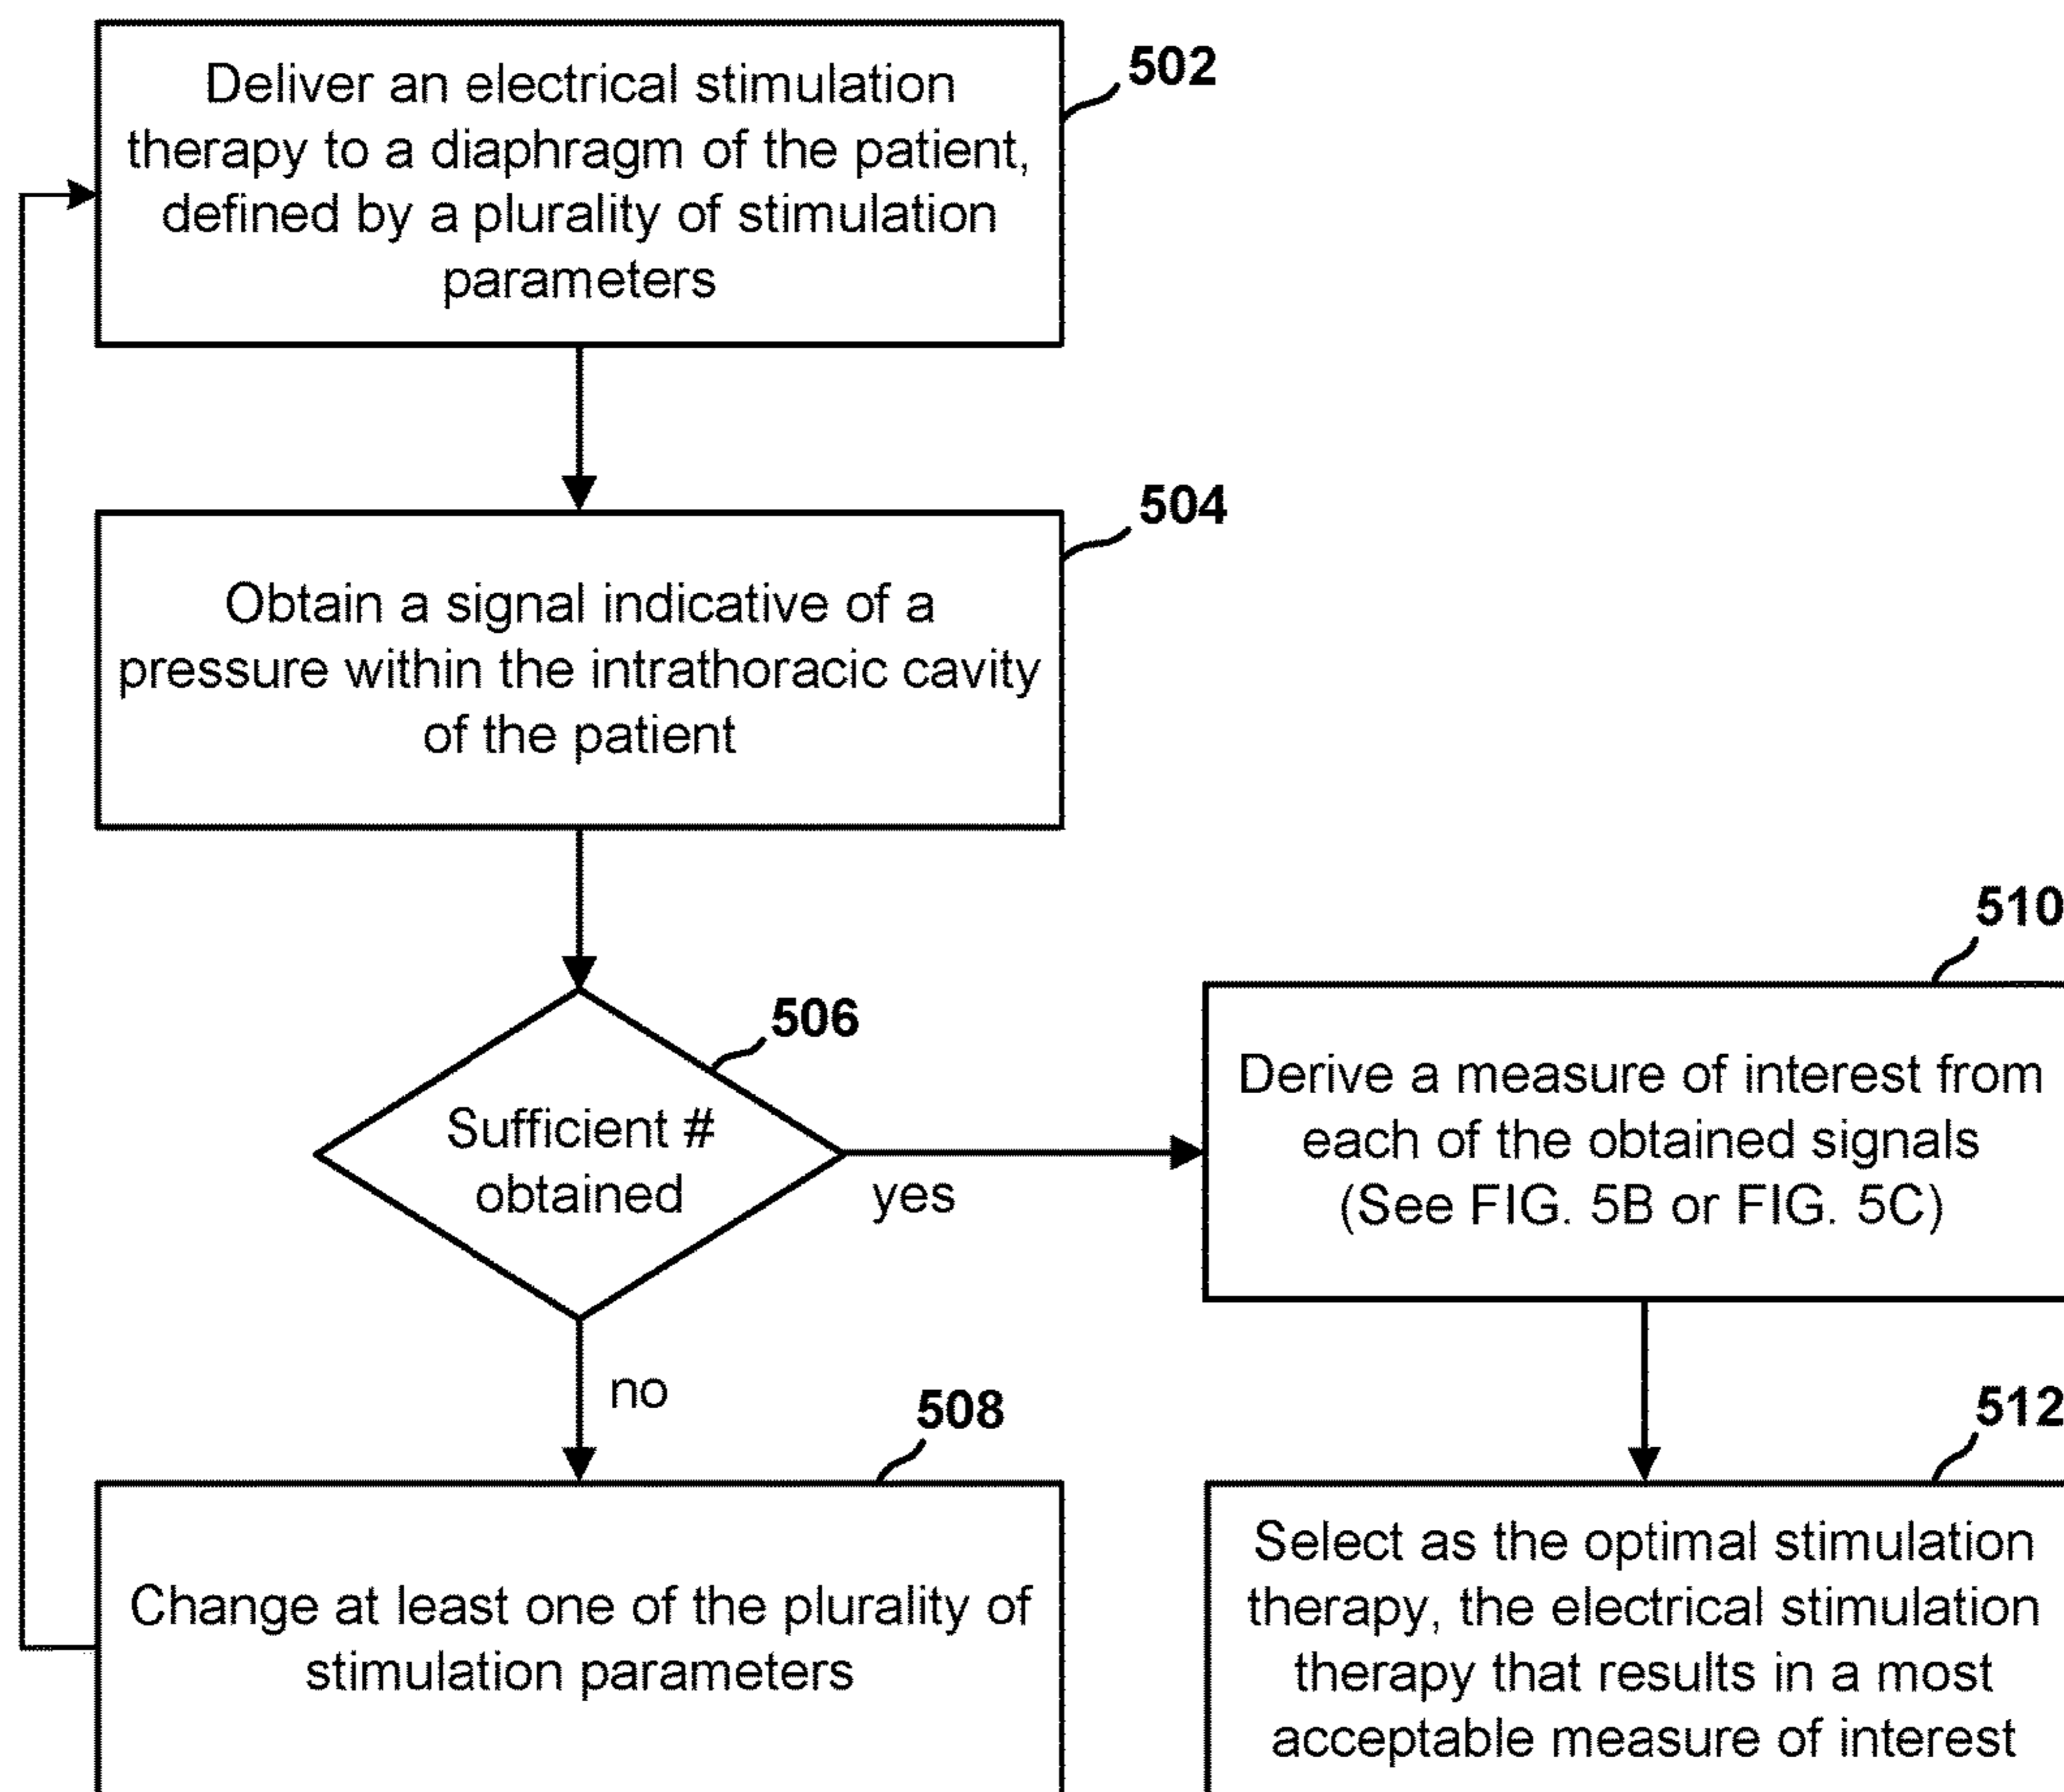 Deliver an electrical stimulation
therapy to a diaphragm of the patient,
defined by a plurality of stimulation
parameters
502
Obtain a signal indicative of a
pressure within the intrathoracic cavity
of the patient
504
Sufficient #
obtained
506
yes
no
Change at least one of the plurality of
stimulation parameters
508
Derive a measure of interest from
each of the obtained signals
(See FIG. 5B or FIG. 5C)
510
Select as the optimal stimulation
therapy, the electrical stimulation
therapy that results in a most
acceptable measure of interest
512